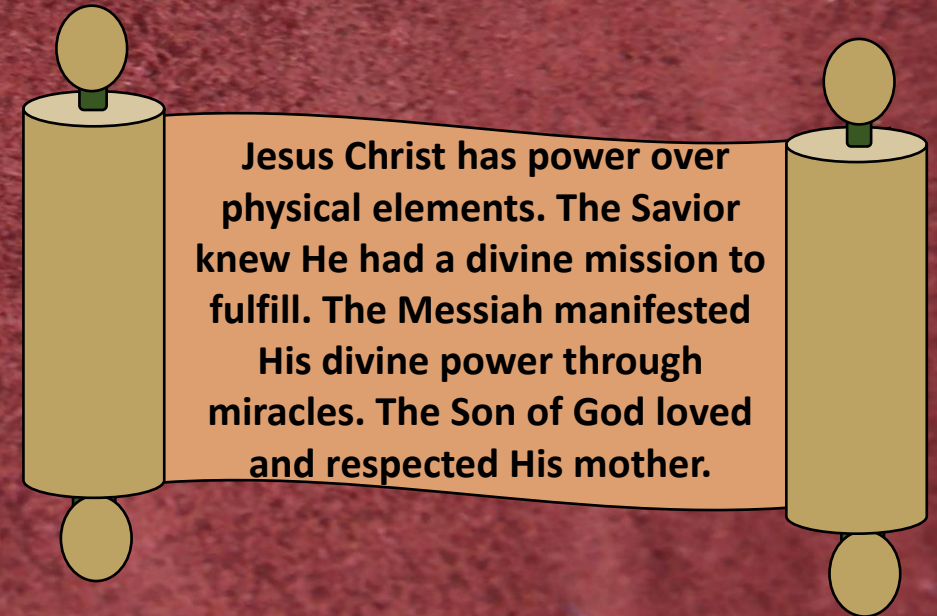 Jesus Christ has power over
physical elements. The Savior
knew He had a divine mission to
fulfill. The Messiah manifested
His divine power through
miracles. The Son of God loved
and respected His mother.